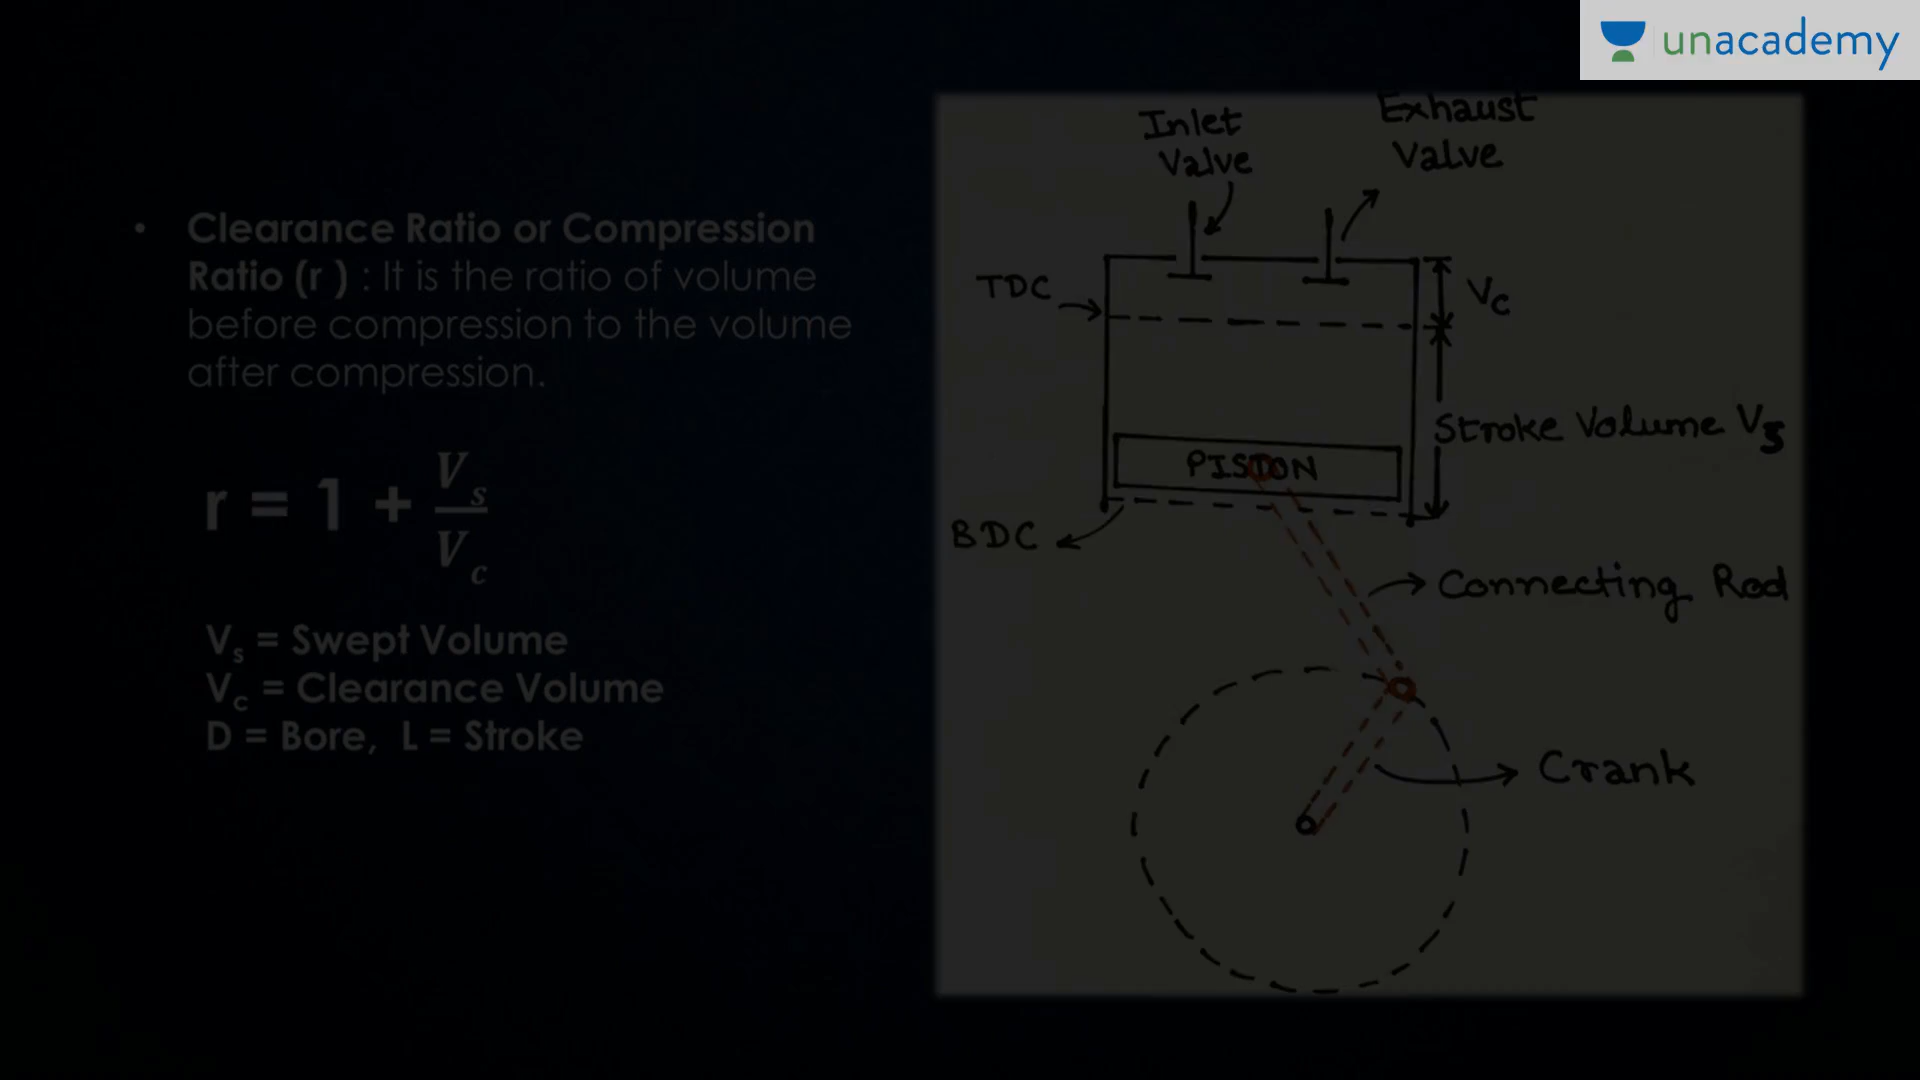 unacademy
• Clearance Ratio or Compression
Ratio (r ) : It is the ratio of volume
before compression to the volume
after compression.
r = 1 + Vs/Vc
Vs = Swept Volume
Vc = Clearance Volume
D = Bore, L = Stroke
Inlet
Valve
Exhaust
Valve
TDC
Vc
Stroke Volume Vs
PISTON
BDC
Connecting Rod
Crank